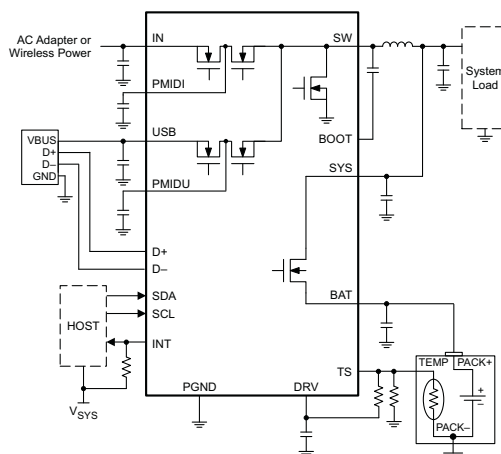 AC Adapter or
Wireless Power
IN
SW
System
Load
PMIDI
BOOT
VBUS
D+
D–
GND
USB
SYS
PMIDU
D+
D–
BAT
HOST
SDA
SCL
INT
TS
TEMP
PACK+
+
–
PACK–
VSYS
PGND
DRV